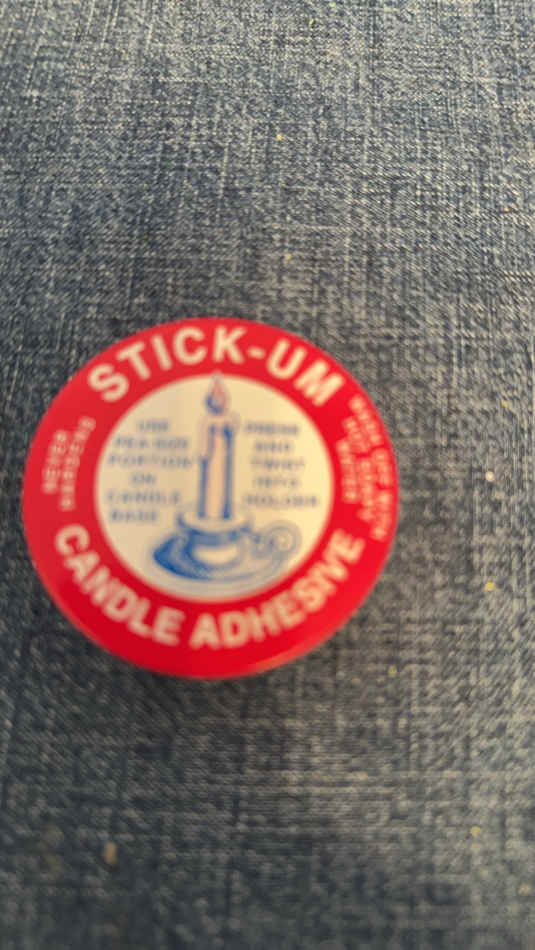 STICK-UM
USE
PEA-SIZE
PORTION
ON
CANDLE
BASE
PRESS
AND
TWIST
INTO
HOLDER
CANDLE ADHESIVE